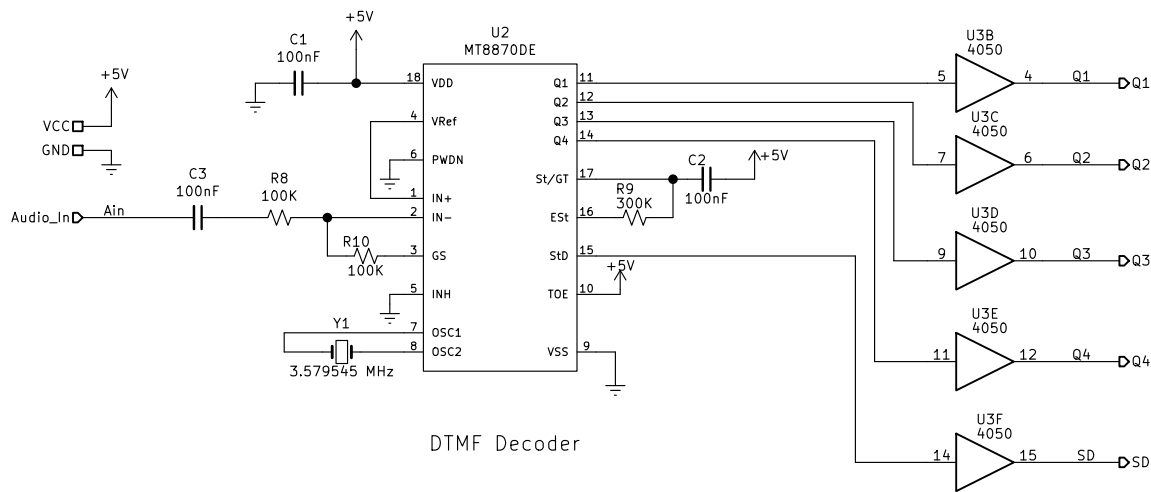 +5V
VCC
GND
Audio_In
Ain
C3
100nF
R8
100K
R10
100K
C1
100nF
+5V
U2
MT8870DE
18 VDD
4 VRef
6 PWDN
1 IN+
2 IN-
3 GS
5 INH
7 OSC1
8 OSC2
Y1
3.579545 MHz
Q1 11
Q2 12
Q3 13
Q4 14
St/GT 17
ESt 16
StD 15
TOE 10
VSS 9
R9
300K
C2
100nF
+5V
+5V
U3B
4050
5 4 Q1 Q1
U3C
4050
7 6 Q2 Q2
U3D
4050
9 10 Q3 Q3
U3E
4050
11 12 Q4 Q4
U3F
4050
14 15 SD SD
DTMF Decoder